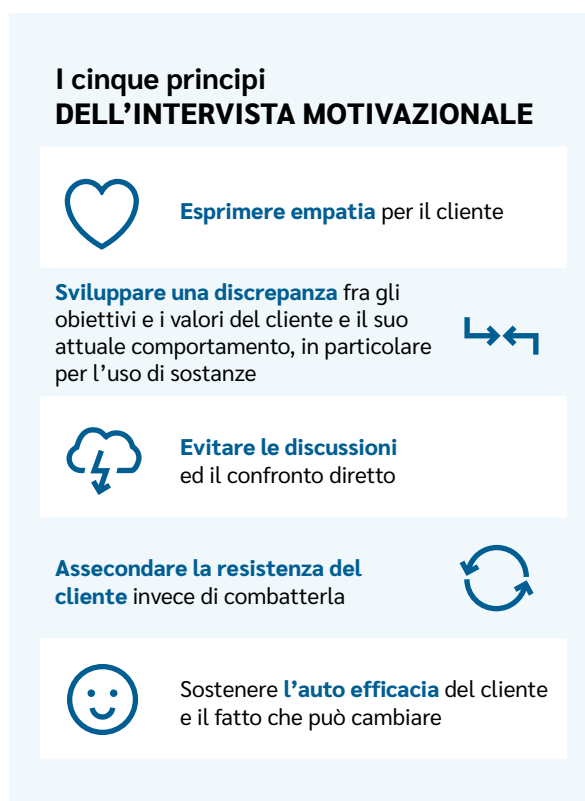 I cinque principi
DELL’INTERVISTA MOTIVAZIONALE
Esprimere empatia per il cliente
Sviluppare una discrepanza fra gli
obiettivi e i valori del cliente e il suo
attuale comportamento, in particolare
per l’uso di sostanze
Evitare le discussioni
ed il confronto diretto
Assecondare la resistenza del
cliente invece di combatterla
Sostenere l’auto efficacia del cliente
e il fatto che può cambiare